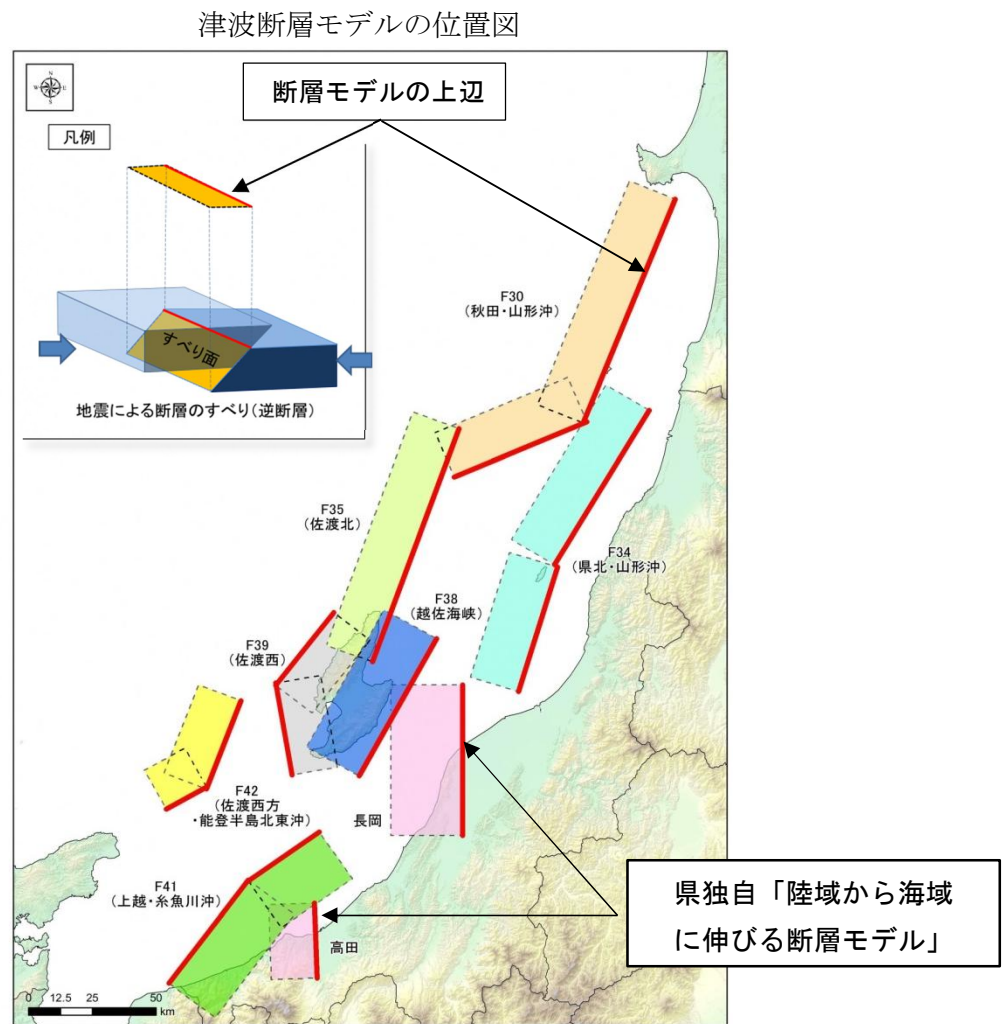 津波断層モデルの位置図
N
W E
S
断層モデルの上辺
凡例
すべり面
地震による断層のすべり(逆断層)
F30
(秋田・山形沖)
F35
(佐渡北)
F34
(県北・山形沖)
F38
(越佐海峡)
F39
(佐渡西)
F42
(佐渡西方
・能登半島北東沖)
長岡
F41
(上越・糸魚川沖)
高田
県独自「陸域から海域
に伸びる断層モデル」
0 12.5 25 50
km